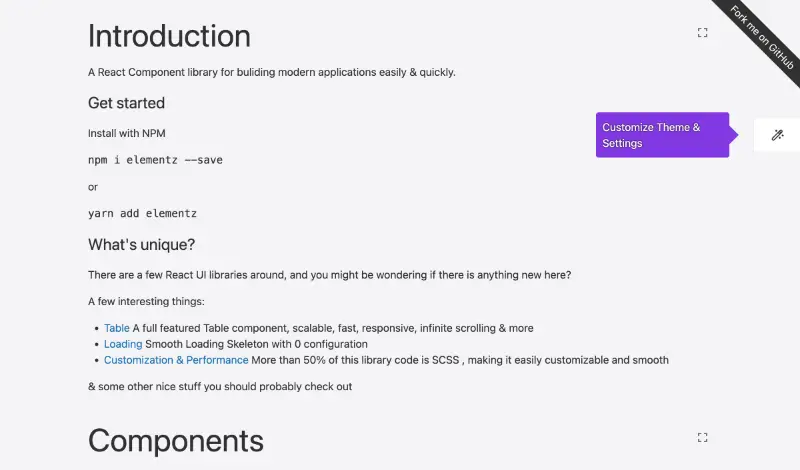 Introduction
Fork me on GitHub
A React Component library for buliding modern applications easily & quickly.
Get started
Customize Theme &
Settings
Install with NPM
npm i elementz --save
or
yarn add elementz
What's unique?
There are a few React UI libraries around, and you might be wondering if there is anything new here?
A few interesting things:
Table A full featured Table component, scalable, fast, responsive, infinite scrolling & more
Loading Smooth Loading Skeleton with 0 configuration
Customization & Performance More than 50% of this library code is SCSS , making it easily customizable and smooth
& some other nice stuff you should probably check out
Components